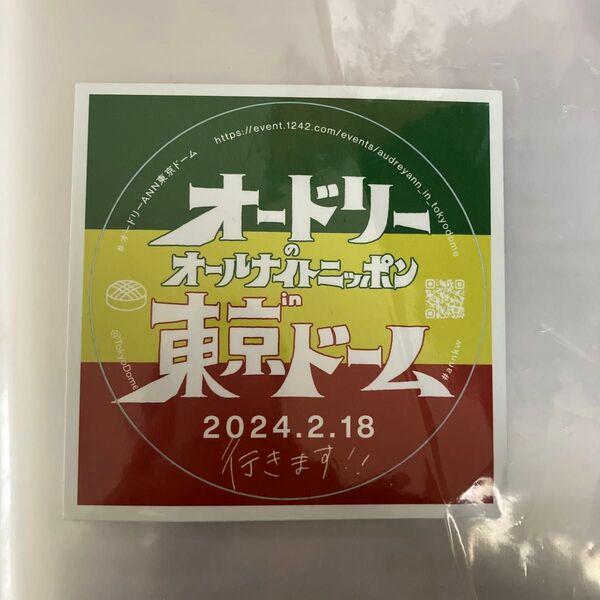 https://event.1242.com/events/audreyann_in_tokyodome
#オードリーANN東京ドーム
オードリー
の
オールナイトニッポン
in
東京ドーム
@TokyoDome
#annkw
2024.2.18
行きます!!